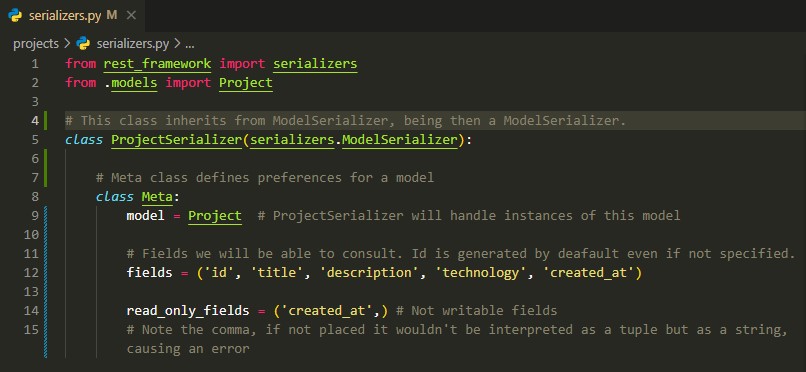 serializers.py M ×
projects > serializers.py > ...
1 from rest_framework import serializers
2 from .models import Project
3
4 # This class inherits from ModelSerializer, being then a ModelSerializer.
5 class ProjectSerializer(serializers.ModelSerializer):
6
7 # Meta class defines preferences for a model
8 class Meta:
9 model = Project # ProjectSerializer will handle instances of this model
10
11 # Fields we will be able to consult. Id is generated by deafault even if not specified.
12 fields = ('id', 'title', 'description', 'technology', 'created_at')
13
14 read_only_fields = ('created_at',) # Not writable fields
15 # Note the comma, if not placed it wouldn't be interpreted as a tuple but as a string,
causing an error